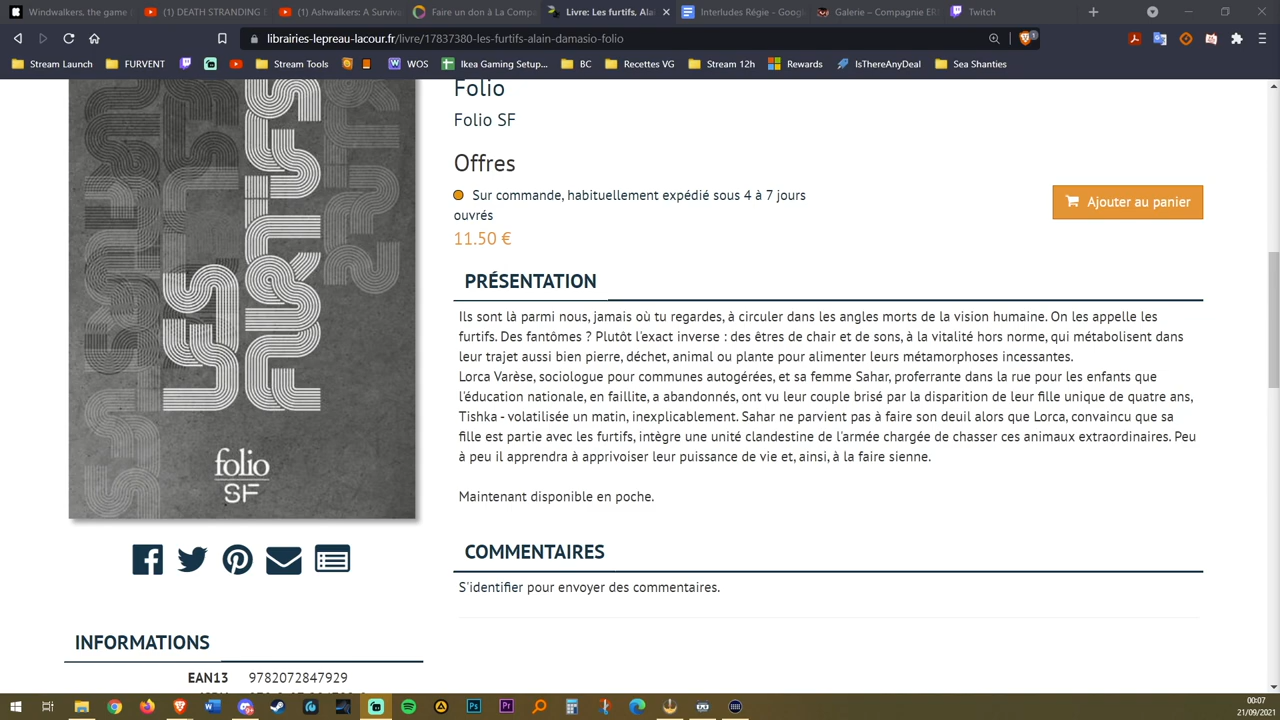 Windwalkers, the game
(1) DEATH STRANDING
(1) Ashwalkers: A Surviva
Faire un don à La Comp
Livre: Les furtifs, Alai
Interludes Régie - Goog
Galerie – Compagnie ER
Twitch
librairies-lepreau-lacour.fr/livre/17837380-les-furtifs-alain-damasio-folio
Stream Launch
FURVENT
Stream Tools
WOS
Ikea Gaming Setup...
BC
Recettes VG
Stream 12h
Rewards
IsThereAnyDeal
Sea Shanties
Folio
Folio SF
Offres
Sur commande, habituellement expédié sous 4 à 7 jours
ouvrés
Ajouter au panier
11.50 €
PRÉSENTATION
Ils sont là parmi nous, jamais où tu regardes, à circuler dans les angles morts de la vision humaine. On les appelle les
furtifs. Des fantômes ? Plutôt l'exact inverse : des êtres de chair et de sons, à la vitalité hors norme, qui métabolisent dans
leur trajet aussi bien pierre, déchet, animal ou plante pour alimenter leurs métamorphoses incessantes.
Lorca Varèse, sociologue pour communes autogérées, et sa femme Sahar, proferrante dans la rue pour les enfants que
l'éducation nationale, en faillite, a abandonnés, ont vu leur couple brisé par la disparition de leur fille unique de quatre ans,
Tishka - volatilisée un matin, inexplicablement. Sahar ne parvient pas à faire son deuil alors que Lorca, convaincu que sa
fille est partie avec les furtifs, intègre une unité clandestine de l'armée chargée de chasser ces animaux extraordinaires. Peu
à peu il apprendra à apprivoiser leur puissance de vie et, ainsi, à la faire sienne.
Maintenant disponible en poche.
COMMENTAIRES
S'identifier pour envoyer des commentaires.
folio
SF
INFORMATIONS
EAN13 9782072847929
00:07
21/09/2021